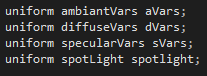 uniform ambiantVars aVars;
uniform diffuseVars dVars;
uniform specularVars sVars;
uniform spotLight spotlight;